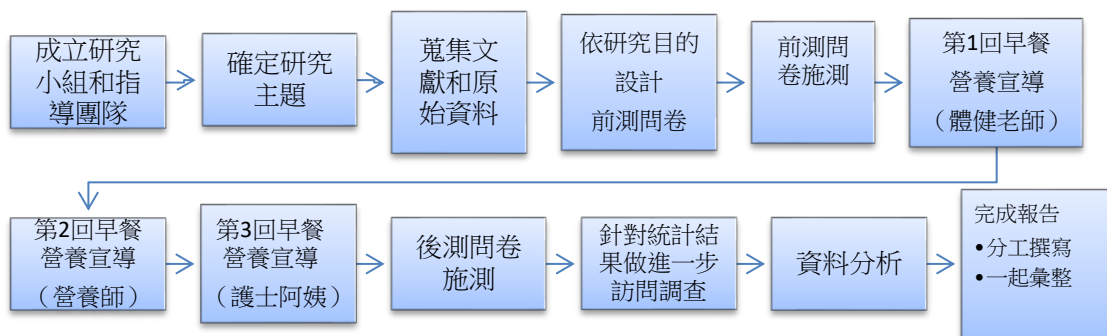 成立研究
小組和指
導團隊
確定研究
主題
蒐集文
獻和原
始資料
依研究目的
設計
前測問卷
前測問
卷施測
第1回早餐
營養宣導
（體健老師）
第2回早餐
營養宣導
（營養師）
第3回早餐
營養宣導
（護士阿姨）
後測問卷
施測
針對統計結
果做進一步
訪問調查
資料分析
完成報告
•分工撰寫
•一起彙整